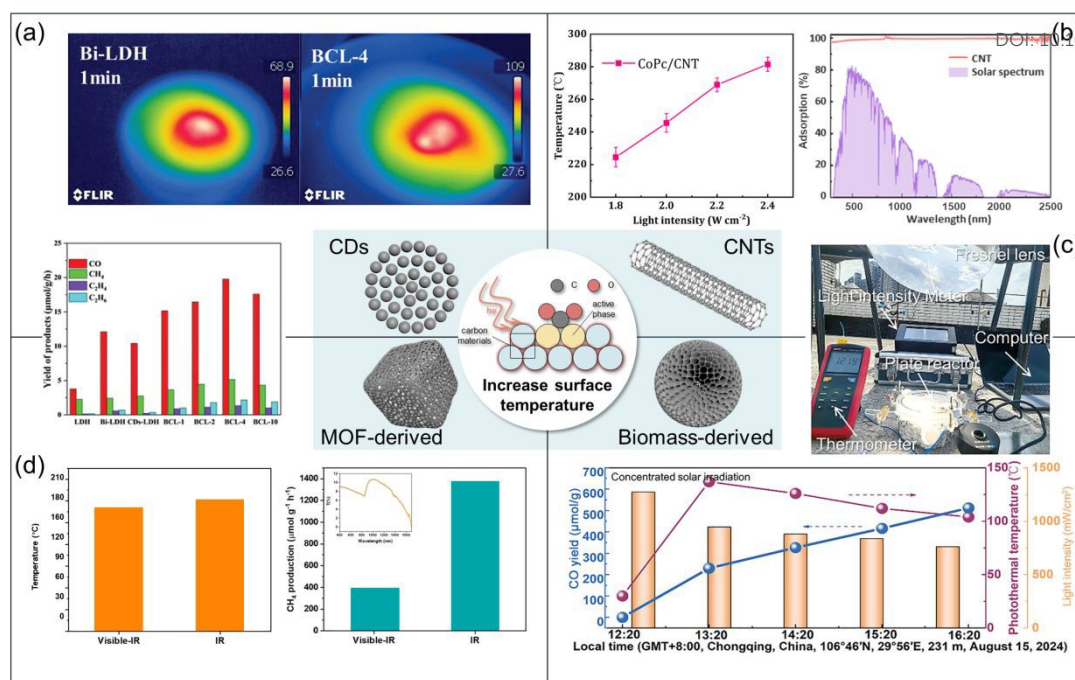 (a)
Bi-LDH
1min
68.9
26.6
FLIR
BCL-4
1min
109
27.6
FLIR
Temperature (℃)
300
280
260
240
220
200
CoPc/CNT
1.8
2.0
2.2
2.4
Light intensity (W cm⁻²)
(b)
DOI: 10.1
Adsorption (%)
100
80
60
40
20
0
CNT
Solar spectrum
500
1000
1500
2000
2500
Wavelength (nm)
Yield of products (μmol/g/h)
25
20
15
10
5
0
CO
CH₄
C₂H₄
C₂H₆
LDH
Bi-LDH
CDs-LDH
BCL-1
BCL-2
BCL-4
BCL-10
CDs
CNTs
MOF-derived
Biomass-derived
C
O
hν
active
phase
carbon
materials
Increase surface
temperature
(c)
Fresnel lens
Light intensity Meter
Computer
Plate reactor
Thermometer
(d)
Temperature (°C)
210
180
150
120
90
60
30
0
Visible-IR
IR
CH₄ production (μmol g⁻¹ h⁻¹)
1400
1200
1000
800
600
400
200
0
Wavelength (nm)
Visible-IR
IR
Concentrated solar irradiation
CO yield (μmol/g)
700
600
500
400
300
200
100
0
Photothermal temperature (℃)
150
100
50
0
Light intensity (mW/cm²)
1500
1000
500
0
12:20
13:20
14:20
15:20
16:20
Local time (GMT+8:00, Chongqing, China, 106°46′N, 29°56′E, 231 m, August 15, 2024)